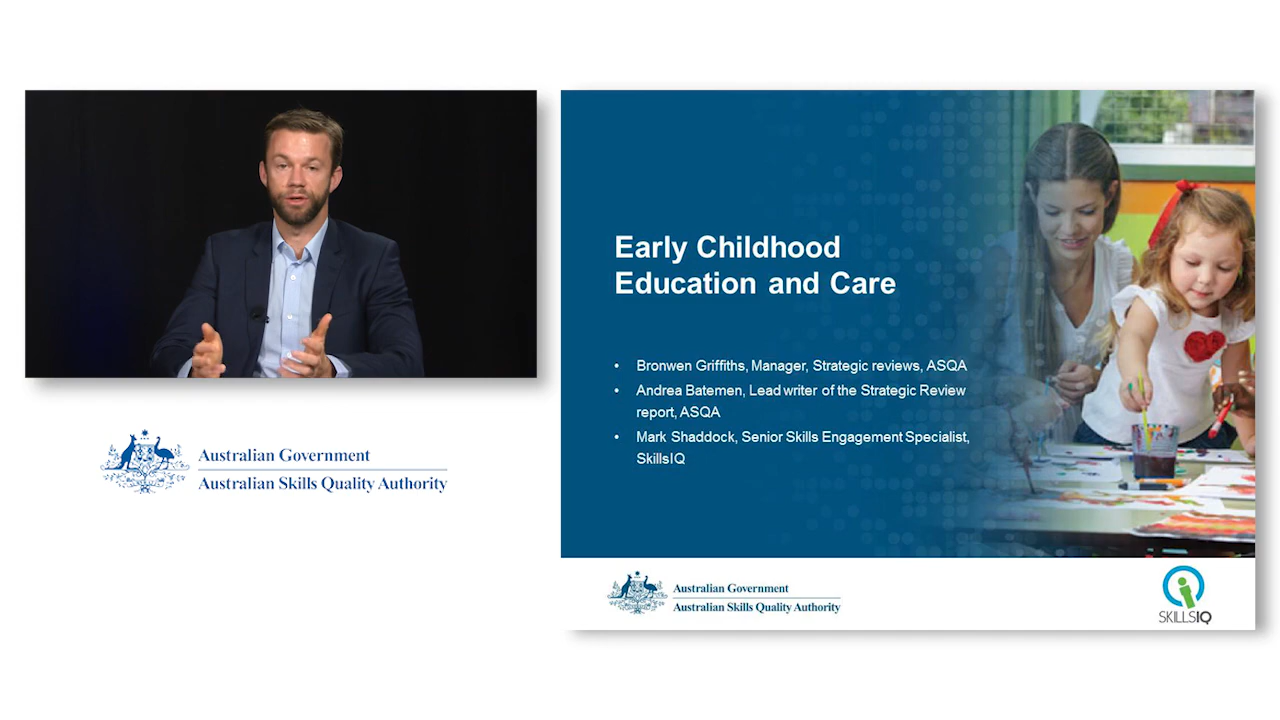 Australian Government
Australian Skills Quality Authority
Early Childhood
Education and Care
• Bronwen Griffiths, Manager, Strategic reviews, ASQA
• Andrea Batemen, Lead writer of the Strategic Review
report, ASQA
• Mark Shaddock, Senior Skills Engagement Specialist,
SkillsIQ
Australian Government
Australian Skills Quality Authority
SKILLSIQ